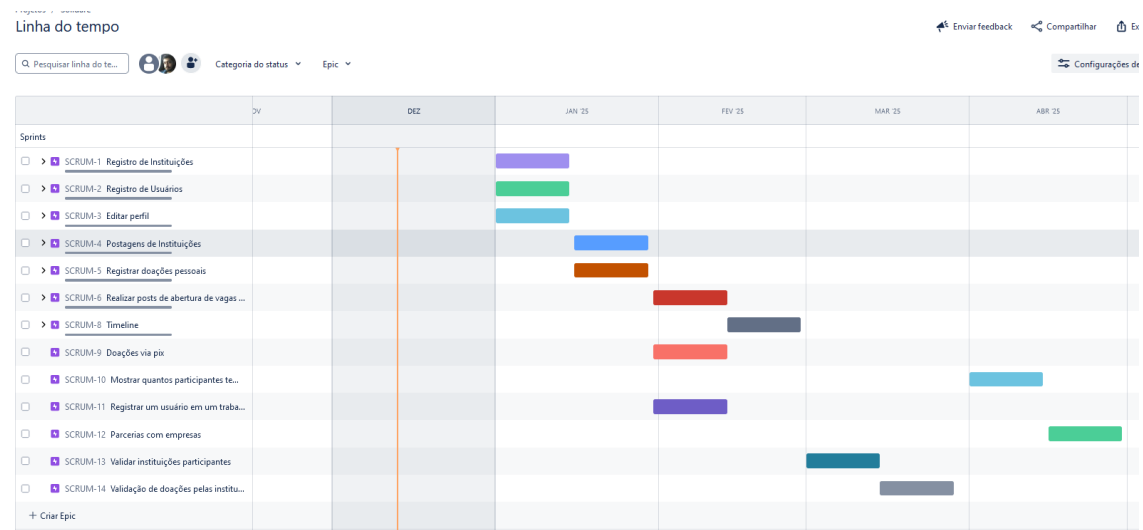 Linha do tempo
Enviar feedback
Compartilhar
Pesquisar linha do te...
Categoria do status
Epic
Configurações de
DEZ
JAN '25
FEV '25
MAR '25
ABR '25
Sprints
SCRUM-1 Registro de Instituições
SCRUM-2 Registro de Usuários
SCRUM-3 Editar perfil
SCRUM-4 Postagens de Instituições
SCRUM-5 Registrar doações pessoais
SCRUM-6 Realizar posts de abertura de vagas ...
SCRUM-8 Timeline
SCRUM-9 Doações via pix
SCRUM-10 Mostrar quantos participantes te...
SCRUM-11 Registrar um usuário em um traba...
SCRUM-12 Parcerias com empresas
SCRUM-13 Validar instituições participantes
SCRUM-14 Validação de doações pelas institu...
+ Criar Epic